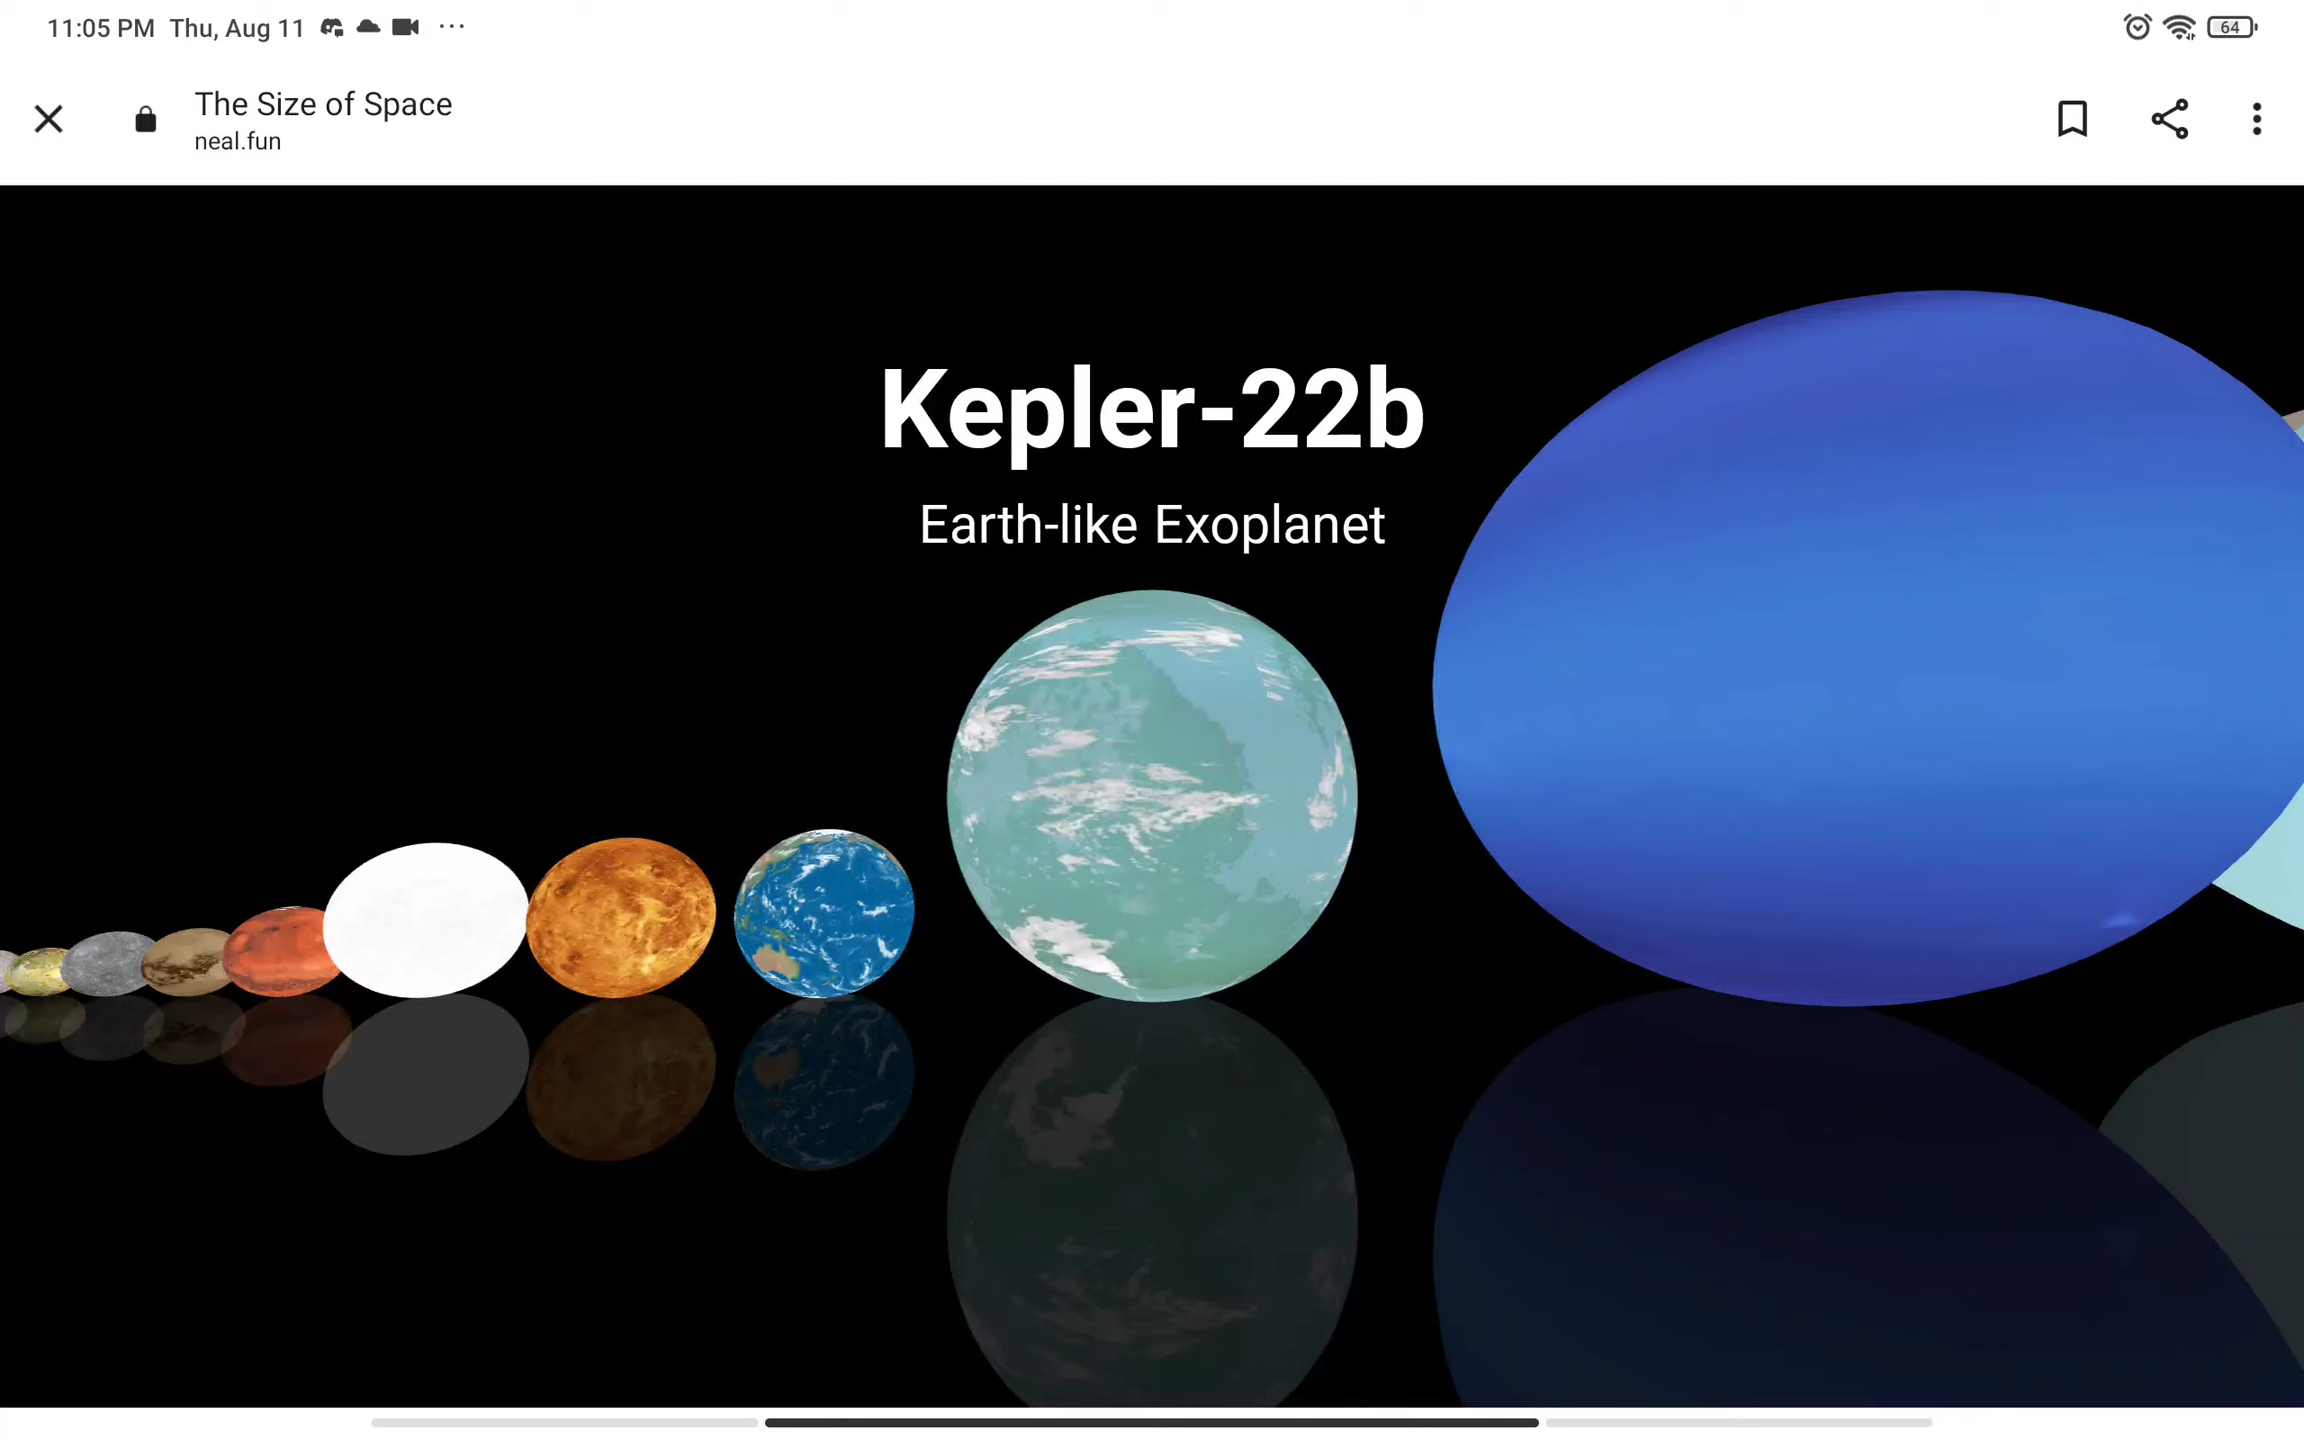 11:05 PM Thu, Aug 11 ...
64
The Size of Space
neal.fun
Kepler-22b
Earth-like Exoplanet